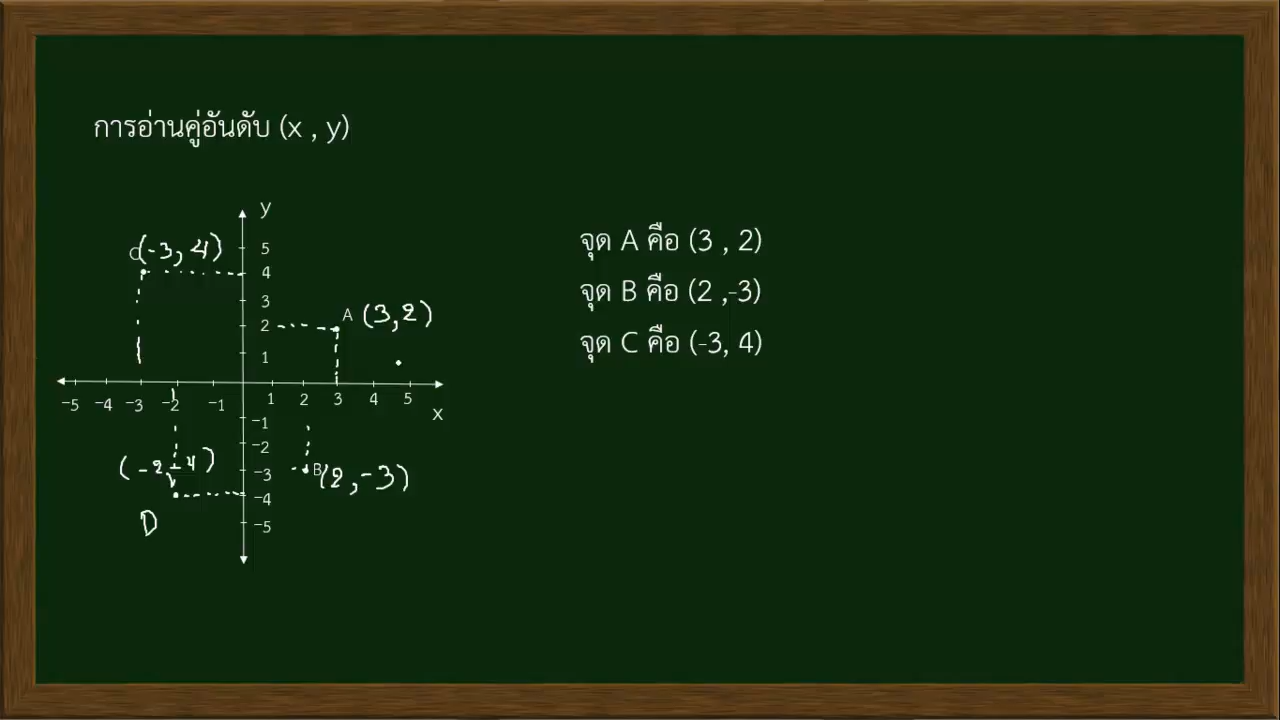 การอ่านคู่อันดับ (x , y)
y
C(-3, 4)
5
4
3
A (3,2)
2
1
-5 -4 -3 -2 -1 1 2 3 4 5
x
-1
-2
(-2,-4)
-3
B(2,-3)
-4
D
-5
จุด A คือ (3 , 2)
จุด B คือ (2 ,-3)
จุด C คือ (-3, 4)